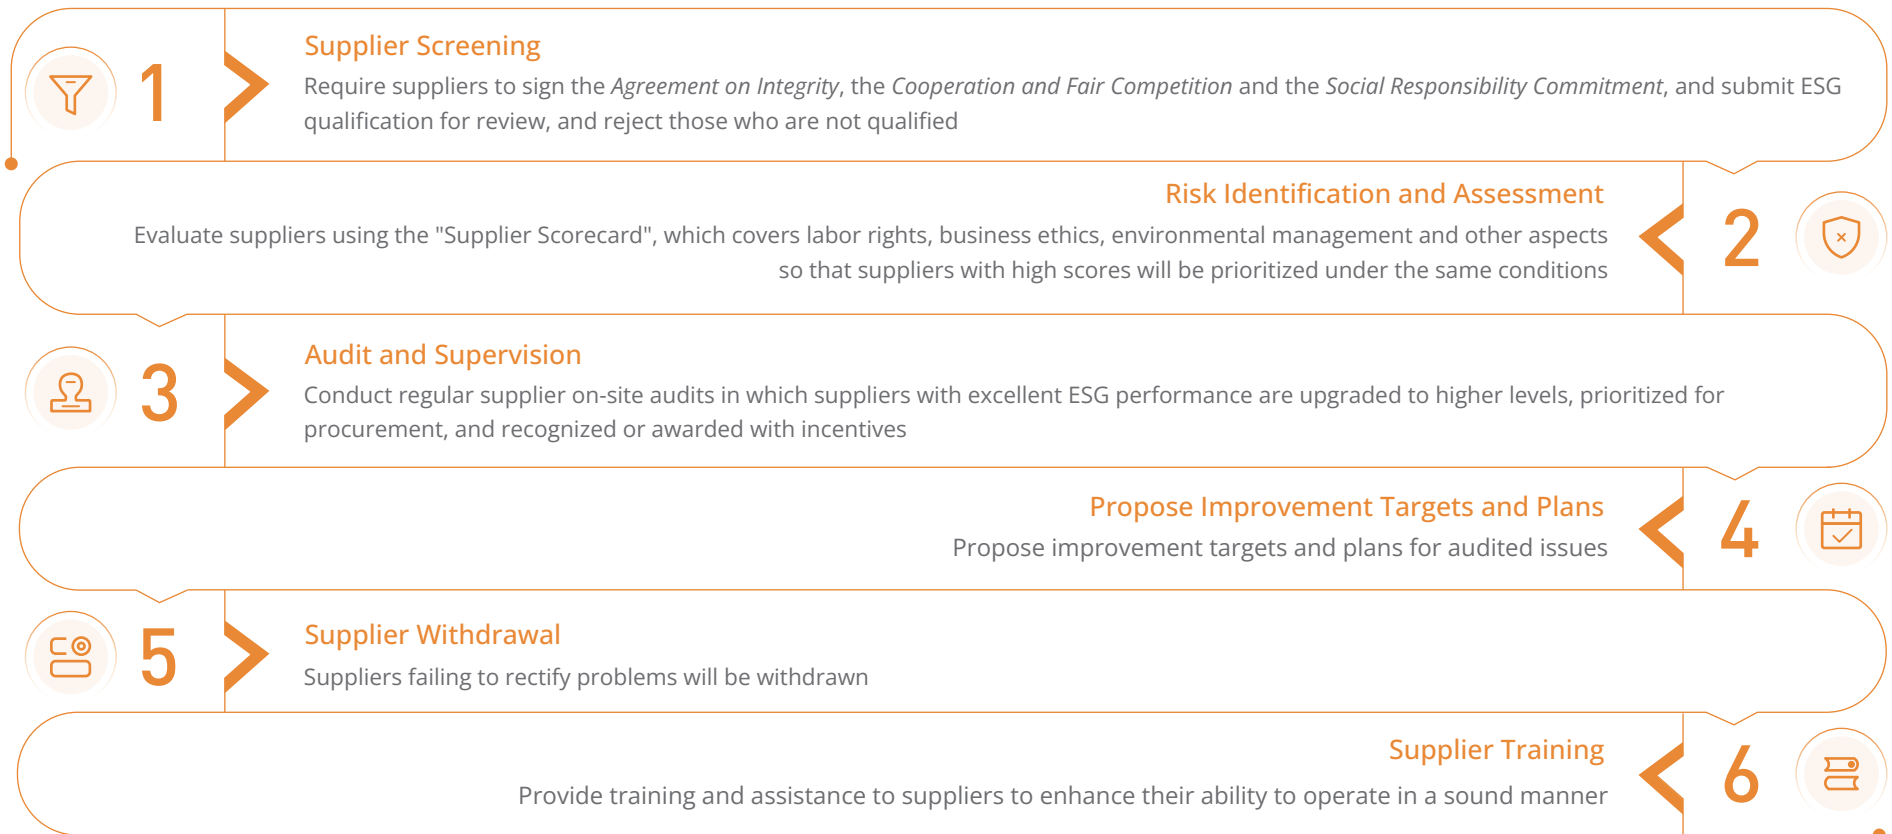 1
Supplier Screening
Require suppliers to sign the Agreement on Integrity, the Cooperation and Fair Competition and the Social Responsibility Commitment, and submit ESG
qualification for review, and reject those who are not qualified
2
Risk Identification and Assessment
Evaluate suppliers using the "Supplier Scorecard", which covers labor rights, business ethics, environmental management and other aspects
so that suppliers with high scores will be prioritized under the same conditions
3
Audit and Supervision
Conduct regular supplier on-site audits in which suppliers with excellent ESG performance are upgraded to higher levels, prioritized for
procurement, and recognized or awarded with incentives
4
Propose Improvement Targets and Plans
Propose improvement targets and plans for audited issues
5
Supplier Withdrawal
Suppliers failing to rectify problems will be withdrawn
6
Supplier Training
Provide training and assistance to suppliers to enhance their ability to operate in a sound manner